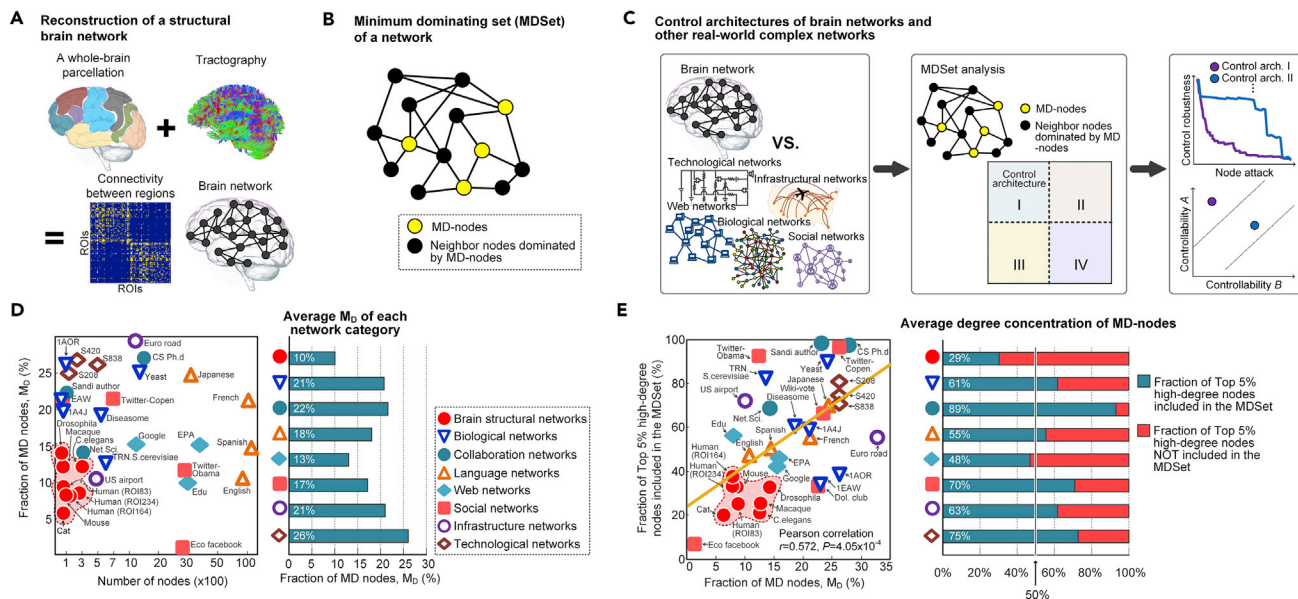 A
Reconstruction of a structural
brain network
A whole-brain
parcellation
Tractography
+
=
Connectivity
between regions
Brain network
ROIs
ROIs
B
Minimum dominating set (MDSet)
of a network
MD-nodes
Neighbor nodes dominated
by MD-nodes
C
Control architectures of brain networks and
other real-world complex networks
Brain network
VS.
Technological networks
Infrastructural networks
Web networks
Biological networks
Social networks
MDSet analysis
MD-nodes
Neighbor nodes
dominated by MD
-nodes
Control
architecture
I
II
III
IV
Control arch. I
Control arch. II
Control robustness
Node attack
Controllability A
Controllability B
D
Fraction of MD nodes, M_D (%)
25
20
15
10
5
1AOR
S420
S838
Euro road
CS Ph.d
S208
Yeast
Japanese
Sandi author
1EAW
Twitter-Copen
French
1A4J
Diseasome
Drosophila
Macaque
C.elegans
Google
EPA
Spanish
Net.Sci.
TRN.S.cerevisiae
US airport
Twitter-
Obama
Human (ROI83)
Human (ROI234)
Human (ROI164)
Edu
English
Mouse
Cat
Eco facebook
1 3 5 7 10 30 50 100
Number of nodes (x100)
Average M_D of each
network category
10%
21%
22%
18%
13%
17%
21%
26%
0 5 10 15 20 25 30
Fraction of MD nodes, M_D (%)
Brain structural networks
Biological networks
Collaboration networks
Language networks
Web networks
Social networks
Infrastructure networks
Technological networks
E
Fraction of Top 5% high-degree
nodes included in the MDSet (%)
100
80
60
40
20
0
Twitter-
Obama
Sandi author
CS Ph.d
Yeast
Twitter-
Copen.
TRN.
S.cerevisiae
S208
US airport
Japanese
Wiki-vote
S420
Diseasome
S838
Net.Sci.
Edu
Spanish
1A4J
English
French
Human
(ROI164)
Human
(ROI234)
Mouse
EPA
Google
1AOR
1EAW
Dol. club
Drosophila
Cat
Macaque
C.elegans
Human
(ROI83)
Eco facebook
Pearson correlation
r=0.572, P=4.05x10⁻⁴
0 5 10 15 20 25 30 35
Fraction of MD nodes, M_D (%)
Average degree concentration of MD-nodes
29%
61%
89%
55%
48%
70%
63%
75%
0% 20% 40% 60% 80% 100%
50%
Fraction of Top 5%
high-degree nodes
included in the MDSet
Fraction of Top 5%
high-degree nodes
NOT included in the
MDSet